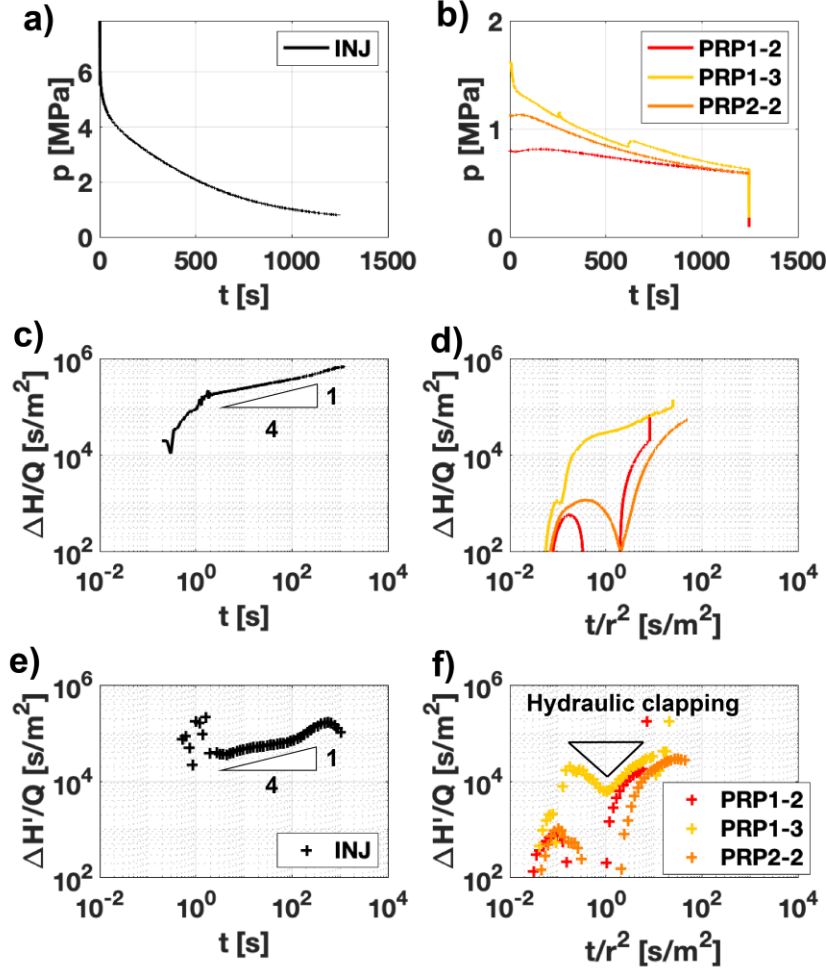 a)
INJ
p [MPa]
6
4
2
0
0
500
1000
1500
t [s]
b)
PRP1-2
PRP1-3
PRP2-2
p [MPa]
2
1
0
0
500
1000
1500
t [s]
c)
ΔH/Q [s/m²]
10⁶
10⁴
10²
1
4
10⁻²
10⁰
10²
10⁴
t [s]
d)
ΔH/Q [s/m²]
10⁶
10⁴
10²
10⁻²
10⁰
10²
10⁴
t/r² [s/m²]
e)
ΔH'/Q [s/m²]
10⁶
10⁴
10²
1
4
INJ
10⁻²
10⁰
10²
10⁴
t [s]
f)
Hydraulic clapping
ΔH'/Q [s/m²]
10⁶
10⁴
10²
PRP1-2
PRP1-3
PRP2-2
10⁻²
10⁰
10²
10⁴
t/r² [s/m²]